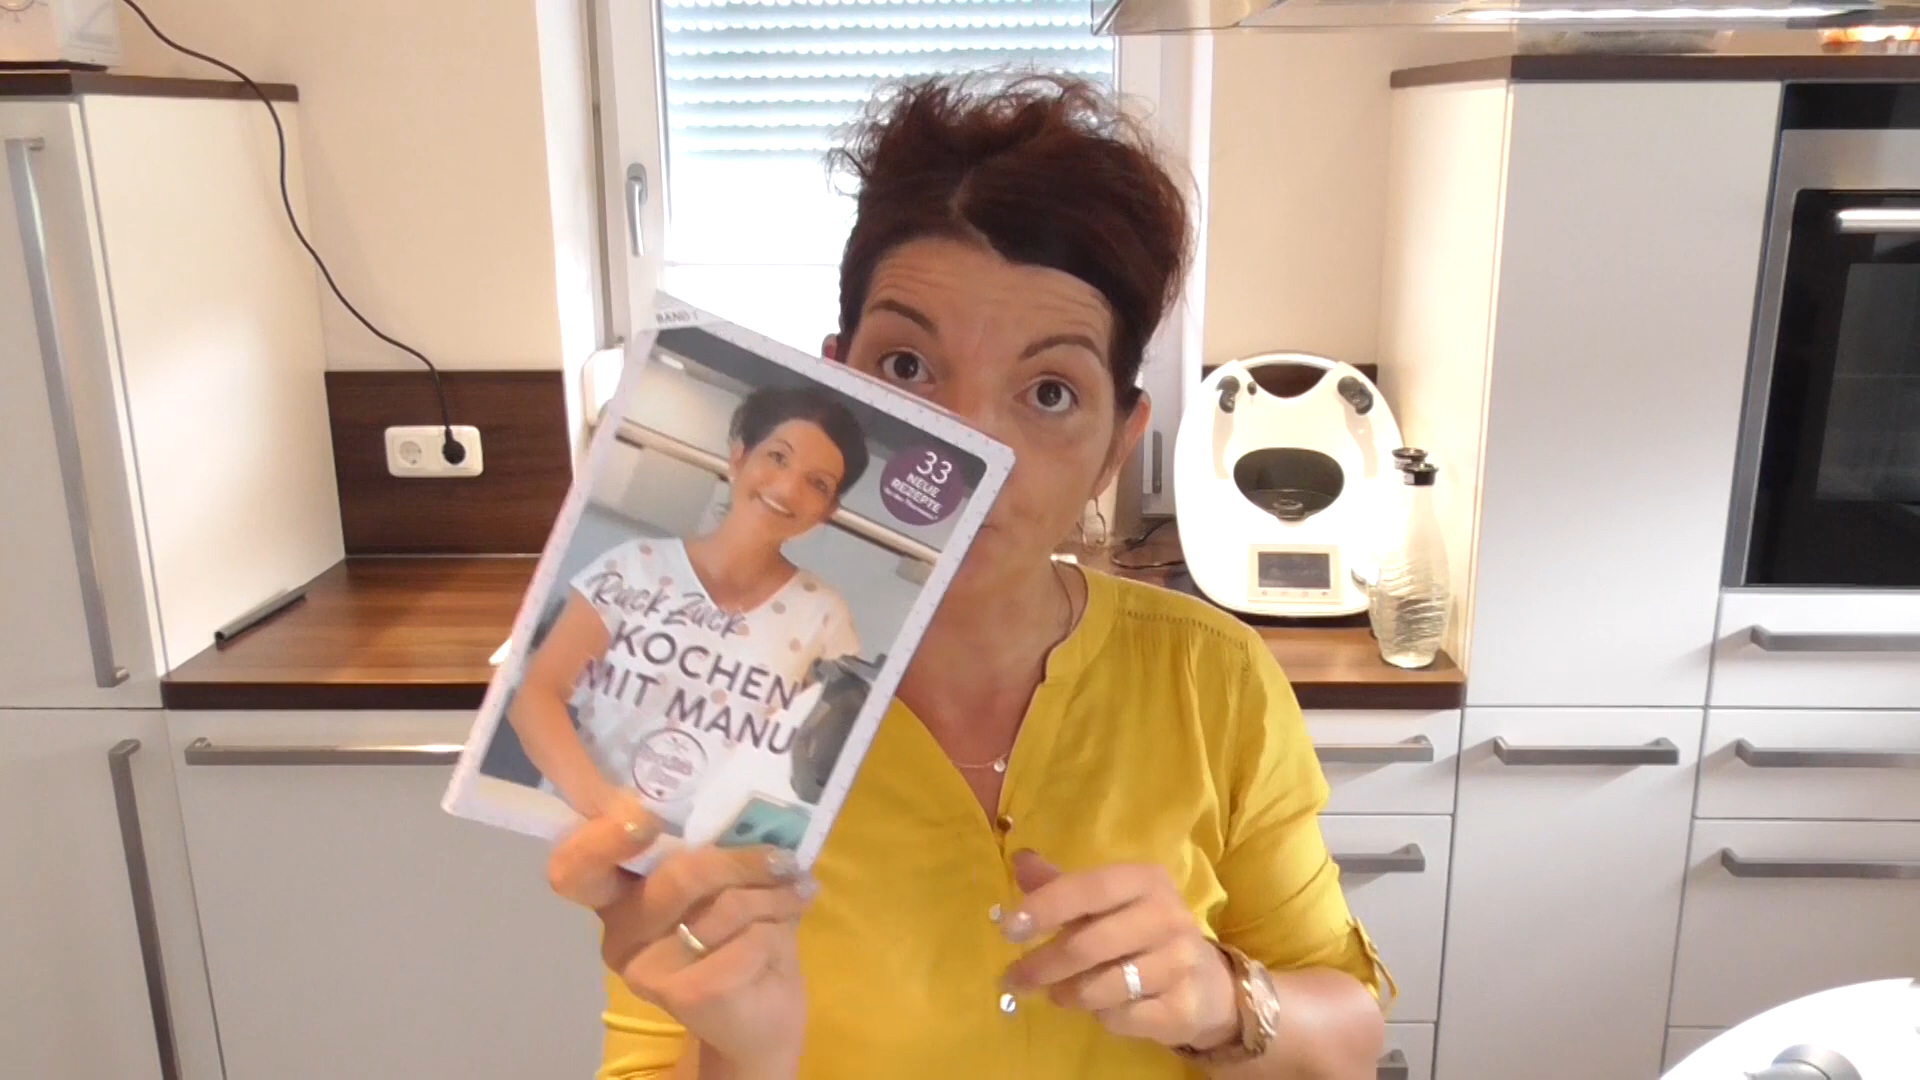 BAND 1
33
NEUE
REZEPTE
Ruck Zuck
KOCHEN
MIT MANU